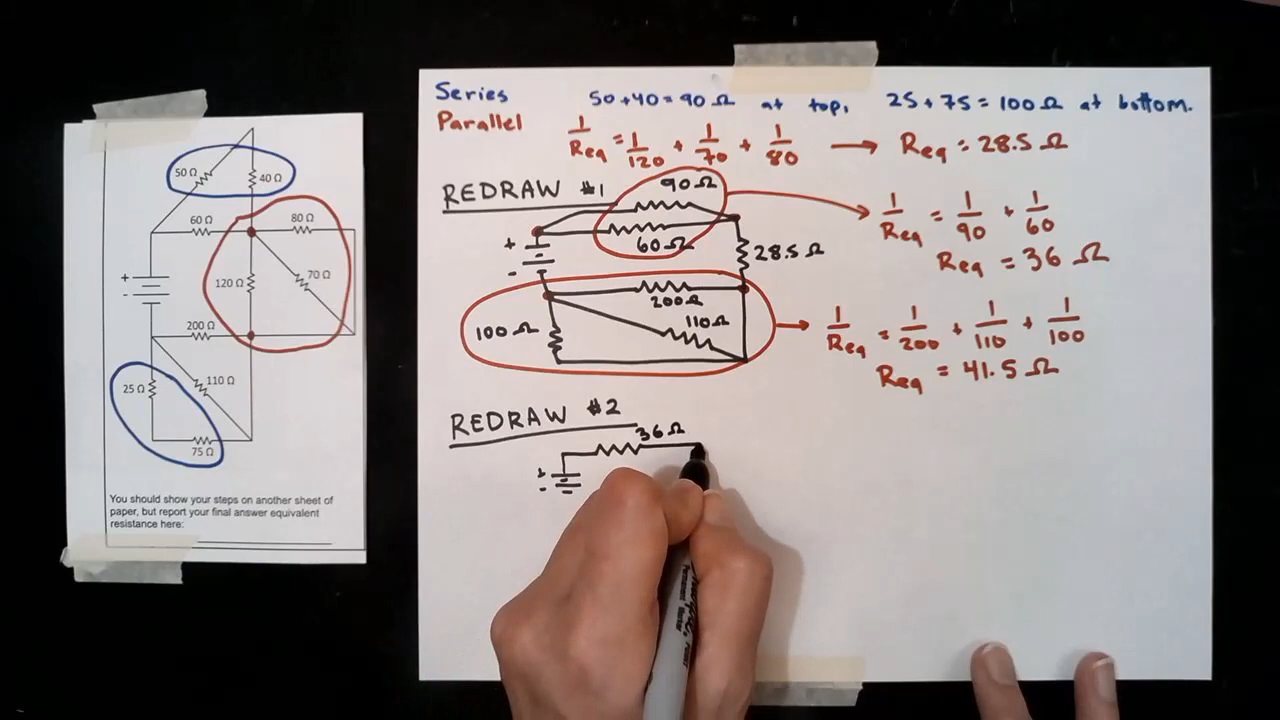 50 Ω
40 Ω
60 Ω
80 Ω
120 Ω
70 Ω
+
-
200 Ω
25 Ω
110 Ω
75 Ω
You should show your steps on another sheet of
paper, but report your final answer equivalent
resistance here:
Series 50+40=90 Ω at top, 25+75=100 Ω at bottom.
Parallel 1/Req = 1/120 + 1/70 + 1/80 → Req = 28.5 Ω
REDRAW #1
90 Ω
60 Ω
+
-
28.5 Ω
200 Ω
110 Ω
100 Ω
1/Req = 1/90 + 1/60
Req = 36 Ω
1/Req = 1/200 + 1/110 + 1/100
Req = 41.5 Ω
REDRAW #2
36 Ω
+
-
Permanent Marker